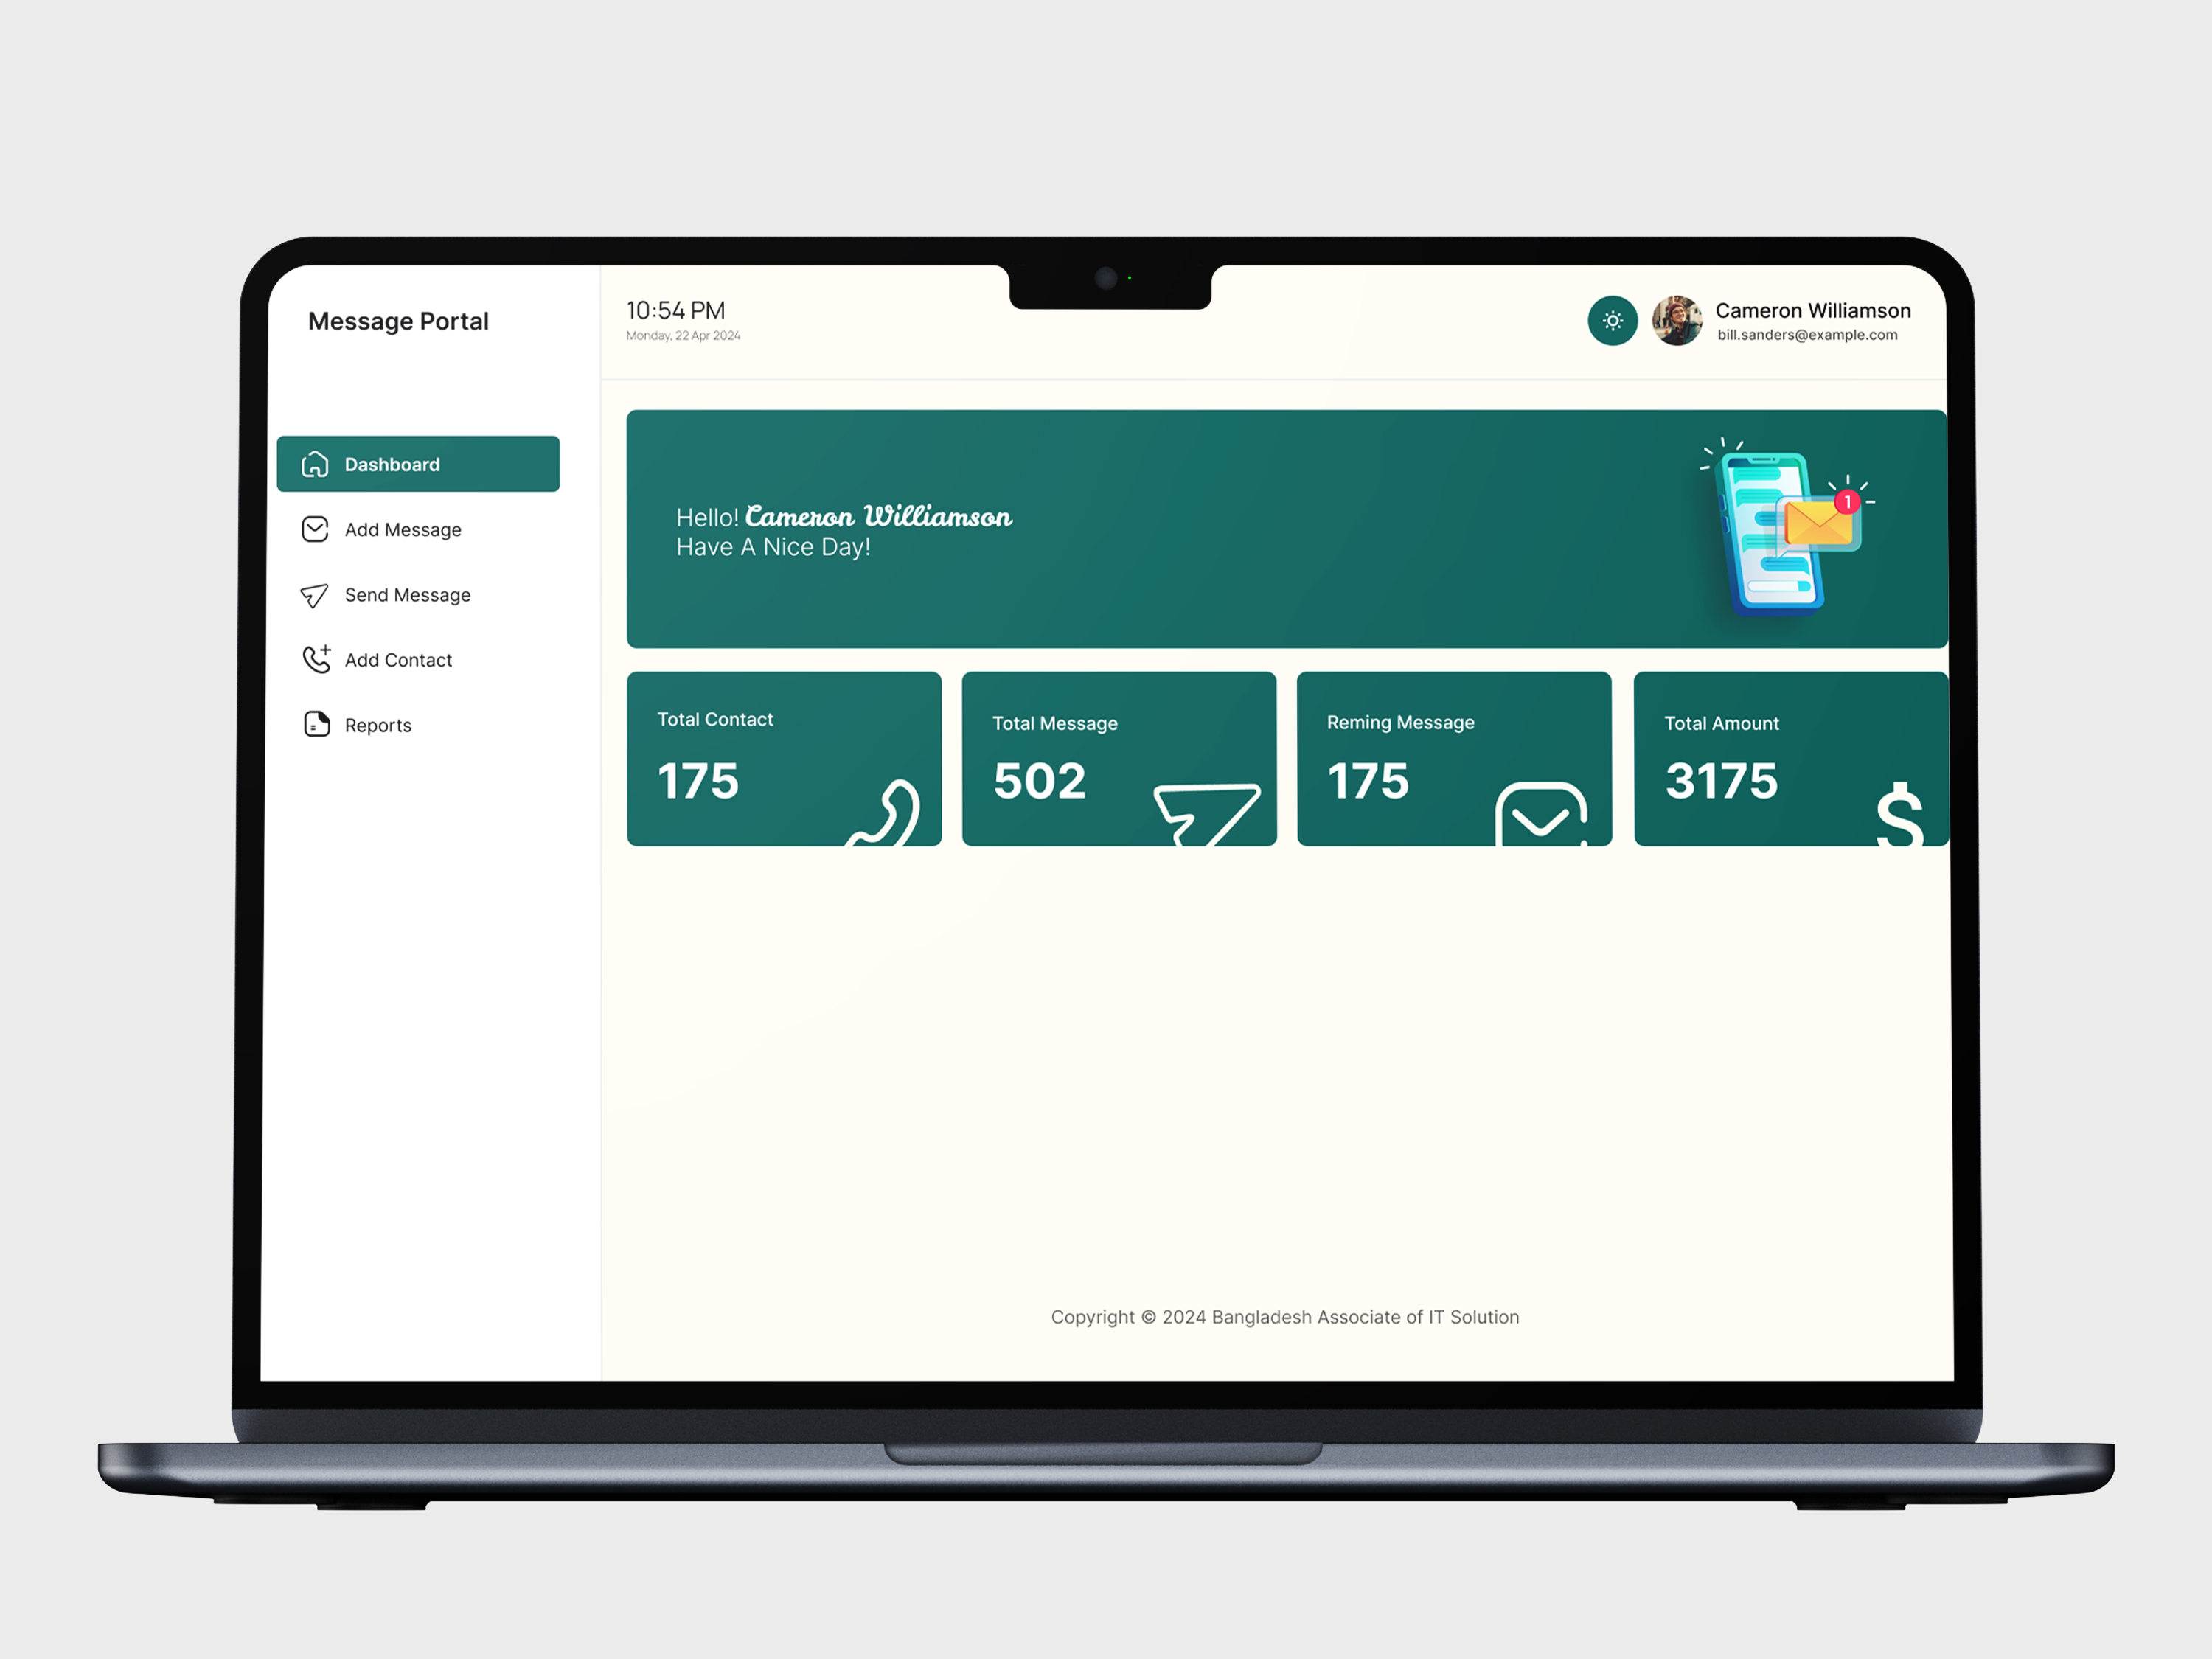 Message Portal
10:54 PM
Monday, 22 Apr 2024
Cameron Williamson
bill.sanders@example.com
Dashboard
Add Message
Send Message
Add Contact
Reports
Hello! Cameron Williamson
Have A Nice Day!
1
Total Contact
175
Total Message
502
Reming Message
175
Total Amount
3175
$
Copyright © 2024 Bangladesh Associate of IT Solution